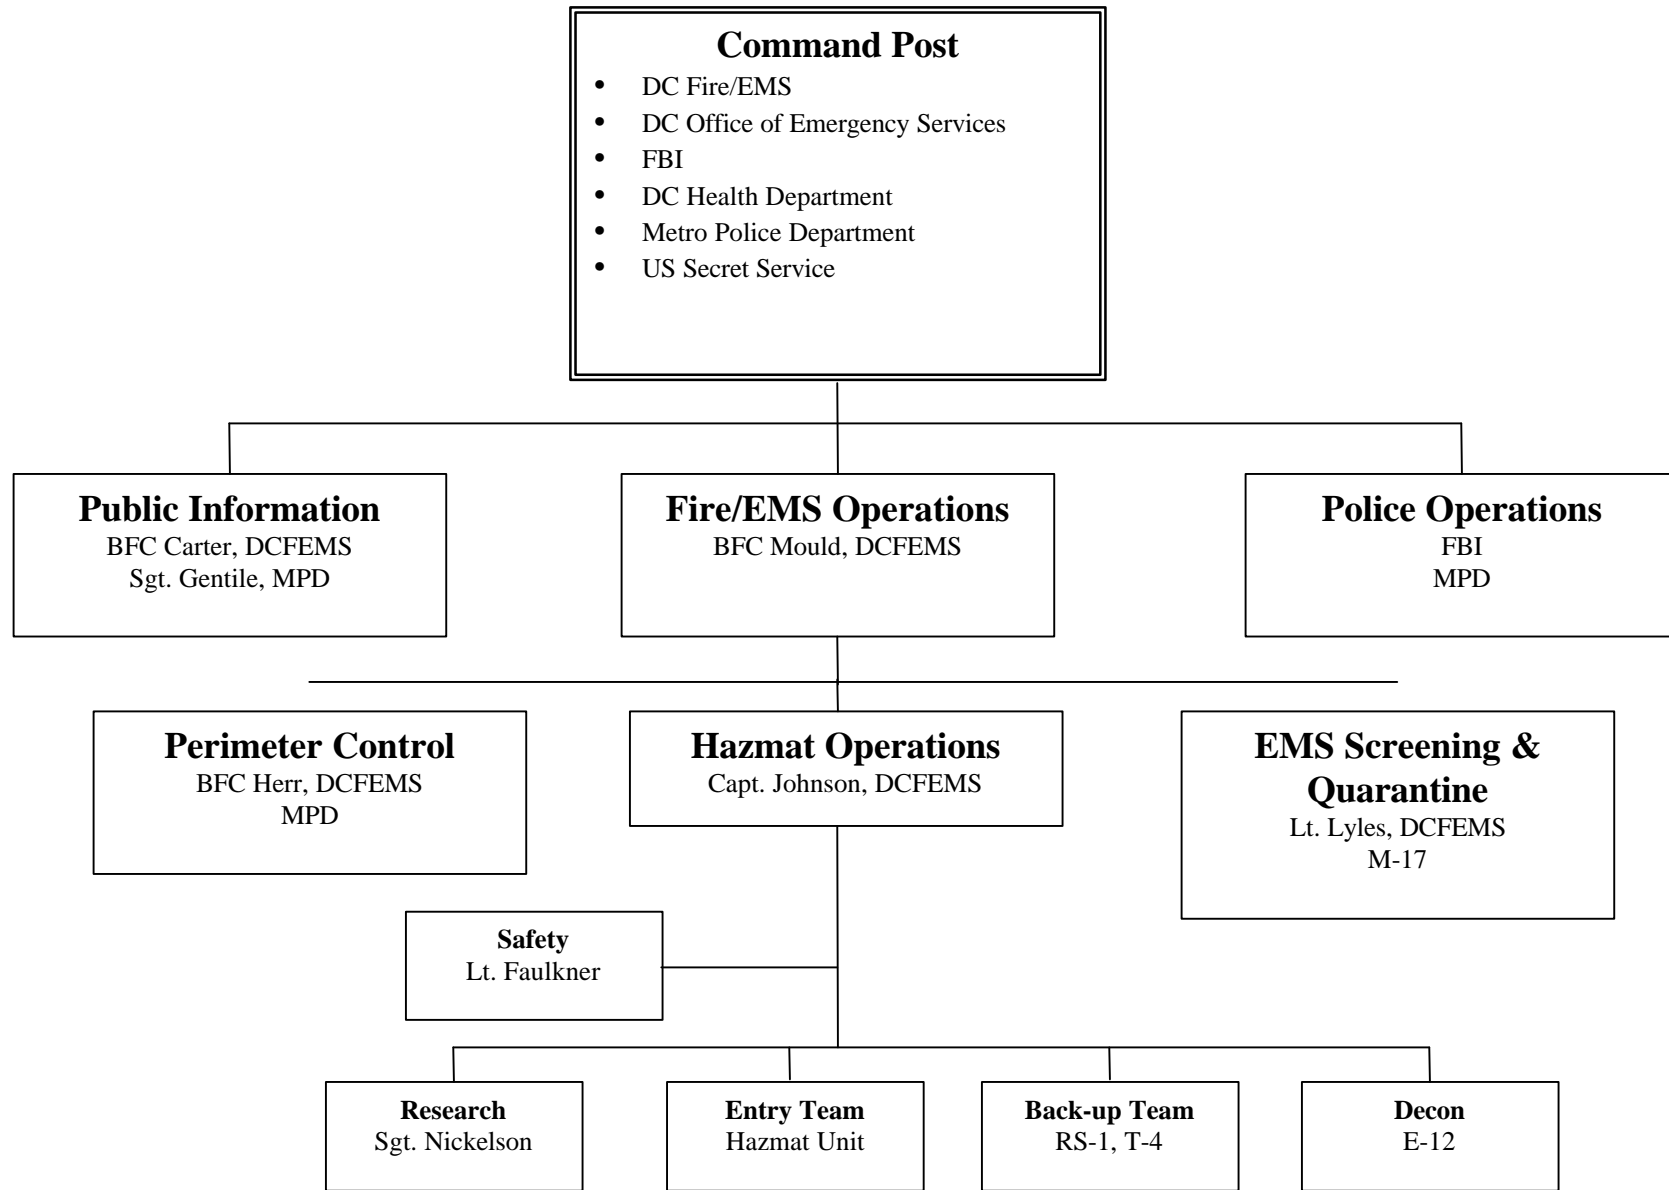 Command Post
• DC Fire/EMS
• DC Office of Emergency Services
• FBI
• DC Health Department
• Metro Police Department
• US Secret Service
Public Information
BFC Carter, DCFEMS
Sgt. Gentile, MPD
Fire/EMS Operations
BFC Mould, DCFEMS
Police Operations
FBI
MPD
Perimeter Control
BFC Herr, DCFEMS
MPD
Hazmat Operations
Capt. Johnson, DCFEMS
EMS Screening &
Quarantine
Lt. Lyles, DCFEMS
M-17
Safety
Lt. Faulkner
Research
Sgt. Nickelson
Entry Team
Hazmat Unit
Back-up Team
RS-1, T-4
Decon
E-12